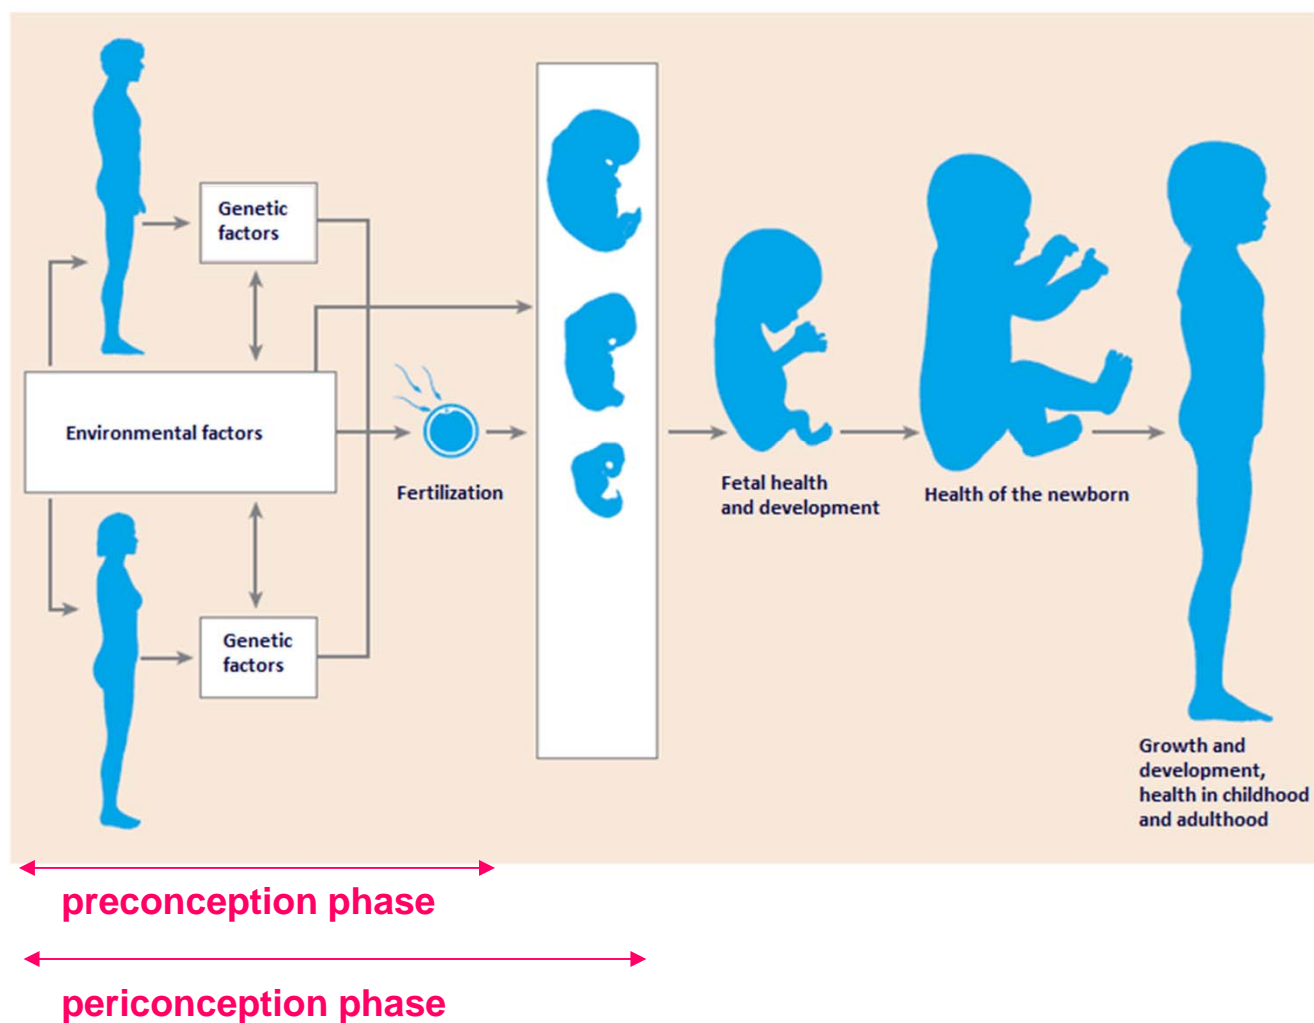 Genetic
factors
Environmental factors
Fertilization
Genetic
factors
Fetal health
and development
Health of the newborn
Growth and
development,
health in childhood
and adulthood
preconception phase
periconception phase